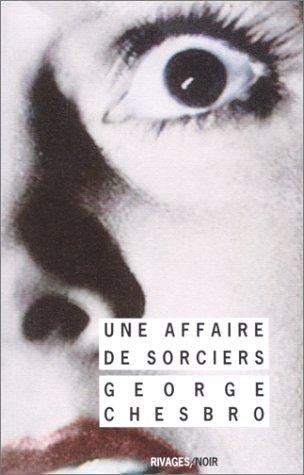 UNE AFFAIRE
DE SORCIERS
GEORGE
CHESBRO
RIVAGES/NOIR